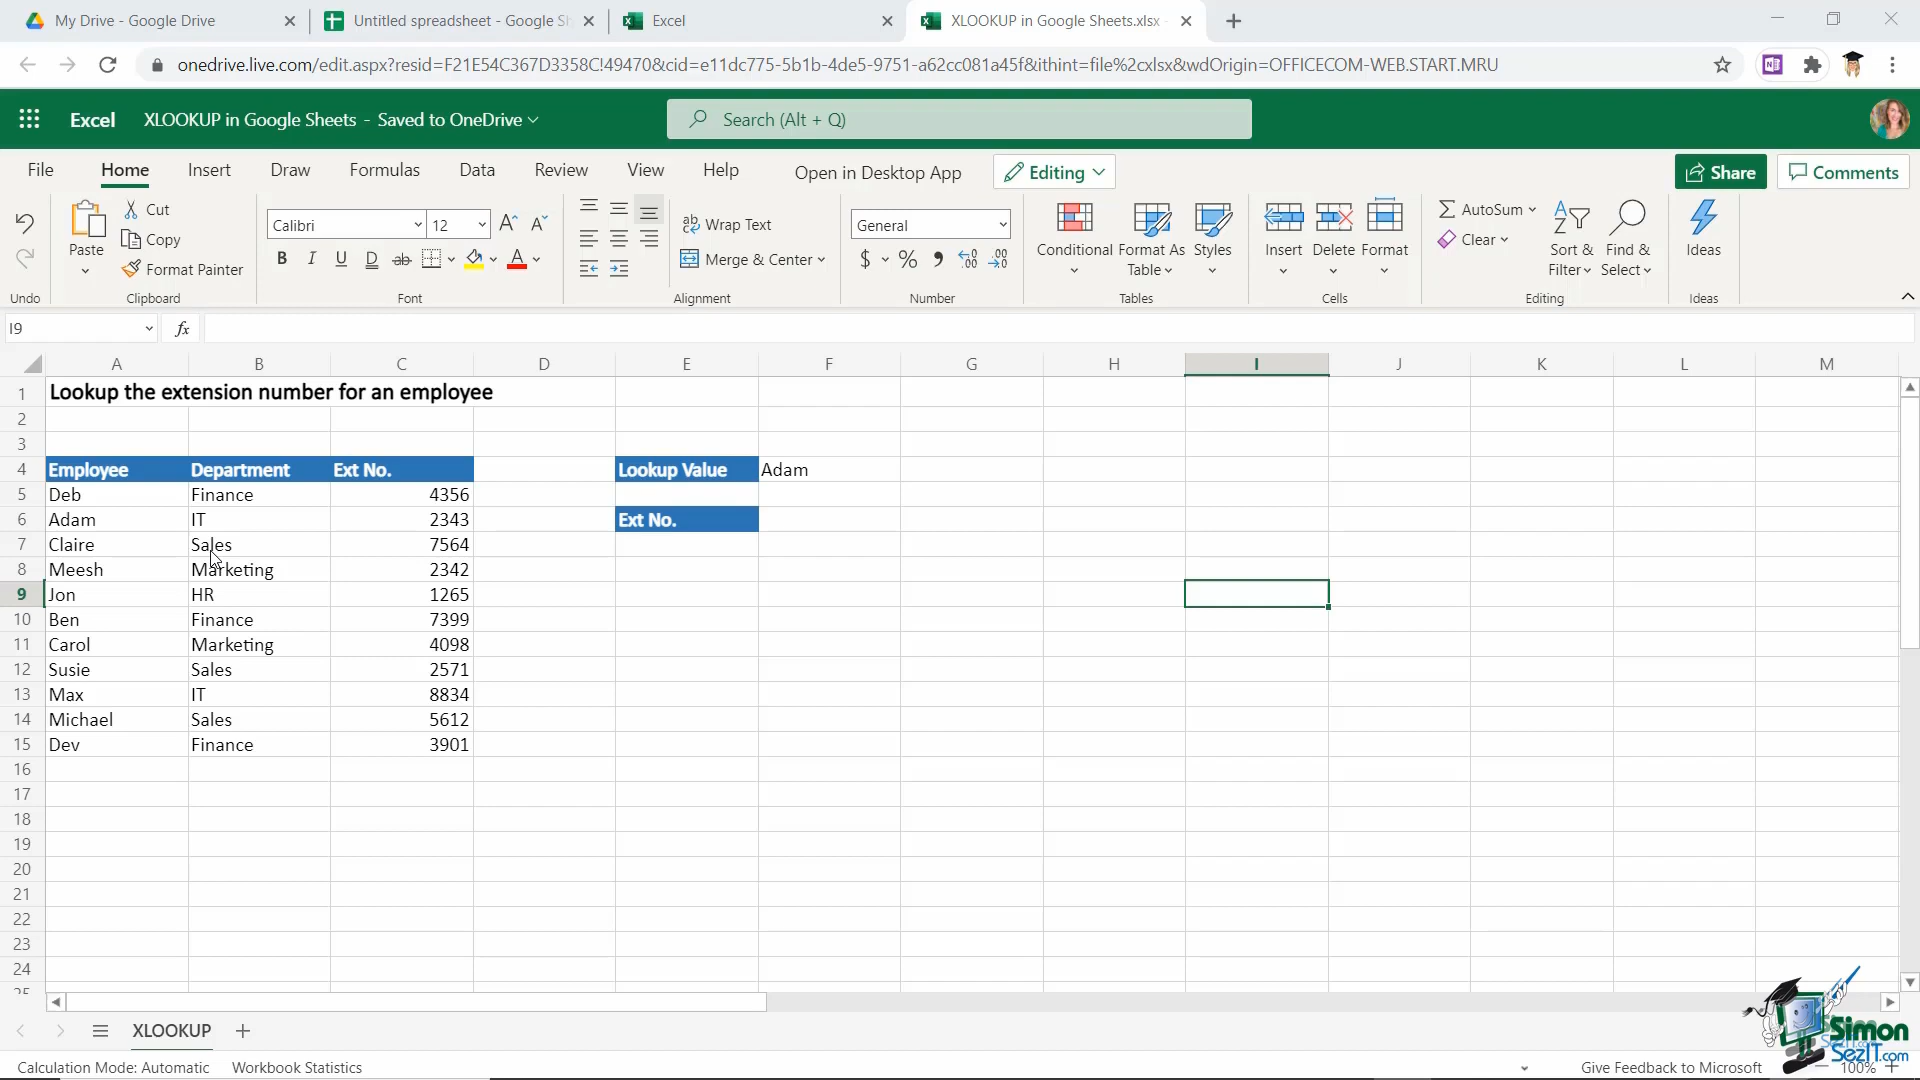 My Drive - Google Drive
Untitled spreadsheet - Google Sh
Excel
XLOOKUP in Google Sheets.xlsx -
onedrive.live.com/edit.aspx?resid=F21E54C367D3358C!49470&cid=e11dc775-5b1b-4de5-9751-a62cc081a45f&ithint=file%2cxlsx&wdOrigin=OFFICECOM-WEB.START.MRU
Excel XLOOKUP in Google Sheets - Saved to OneDrive
Search (Alt + Q)
File Home Insert Draw Formulas Data Review View Help Open in Desktop App Editing Share Comments
Paste
Cut
Copy
Format Painter
Calibri 12
B I U D ab A
ab Wrap Text
Merge & Center
General
$ % 9 .00 .00
Conditional
Format As Table
Styles
Insert Delete Format
AutoSum
Clear
Sort & Filter
Find & Select
Ideas
Undo Clipboard Font Alignment Number Tables Cells Editing Ideas
I9 fx
A B C D E F G H I J K L M
1 Lookup the extension number for an employee
2
3
4 Employee Department Ext No. Lookup Value Adam
5 Deb Finance 4356
6 Adam IT 2343 Ext No.
7 Claire Sales 7564
8 Meesh Marketing 2342
9 Jon HR 1265
10 Ben Finance 7399
11 Carol Marketing 4098
12 Susie Sales 2571
13 Max IT 8834
14 Michael Sales 5612
15 Dev Finance 3901
16
17
18
19
20
21
22
23
24
25
XLOOKUP
Calculation Mode: Automatic Workbook Statistics Give Feedback to Microsoft 100%
Simon
SezIT.com